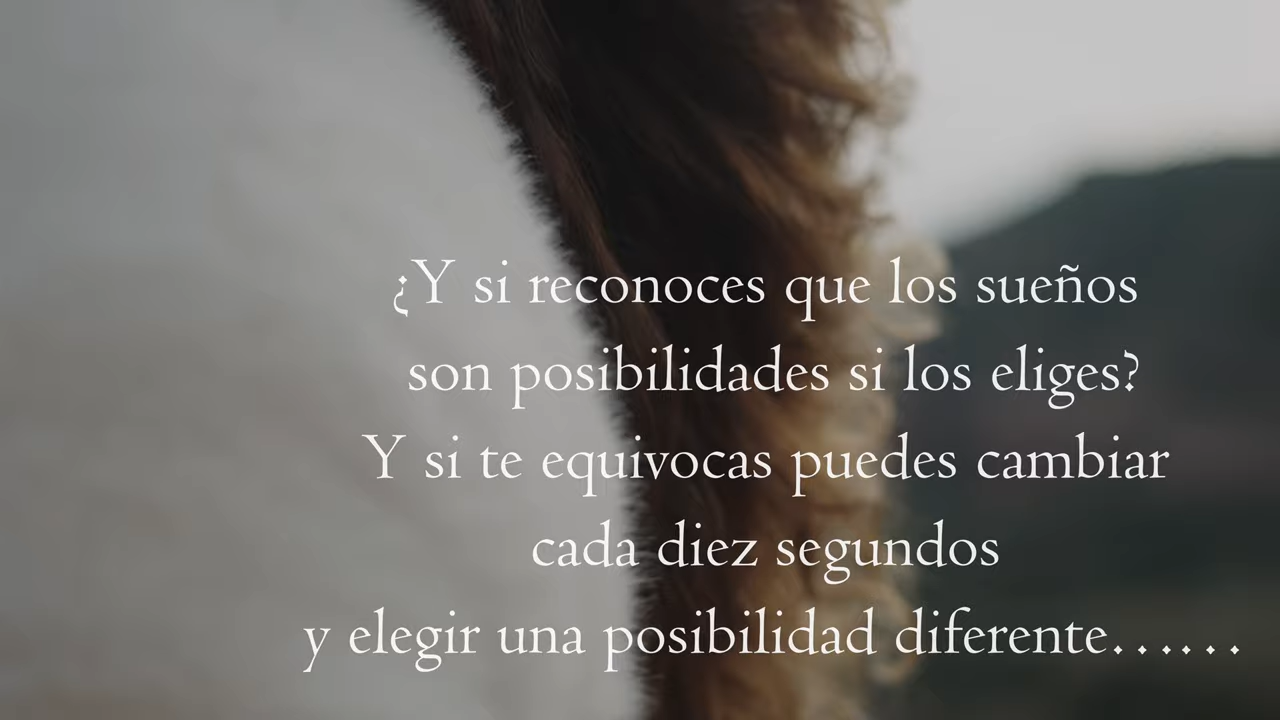 ¿Y si reconoces que los sueños
son posibilidades si los eliges?
Y si te equivocas puedes cambiar
cada diez segundos
y elegir una posibilidad diferente......